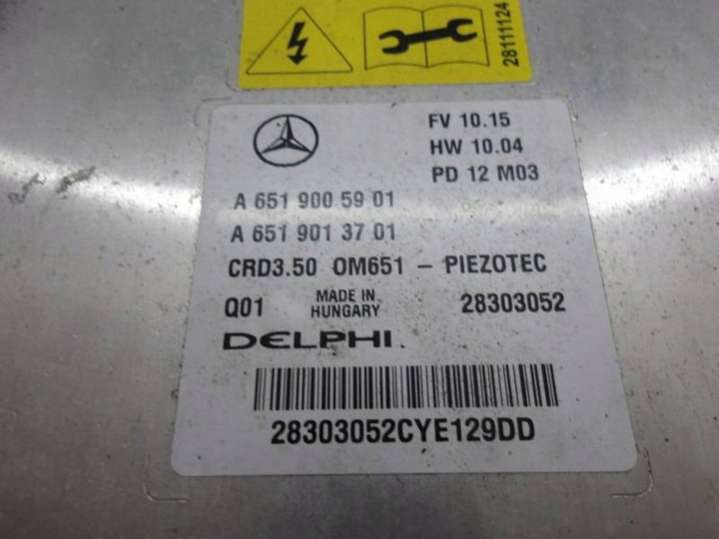 28111124
FV 10.15
HW 10.04
PD 12 M03
A 651 900 59 01
A 651 901 37 01
CRD3.50 OM651 – PIEZOTEC
Q01 MADE IN HUNGARY 28303052
DELPHI
28303052CYE129DD